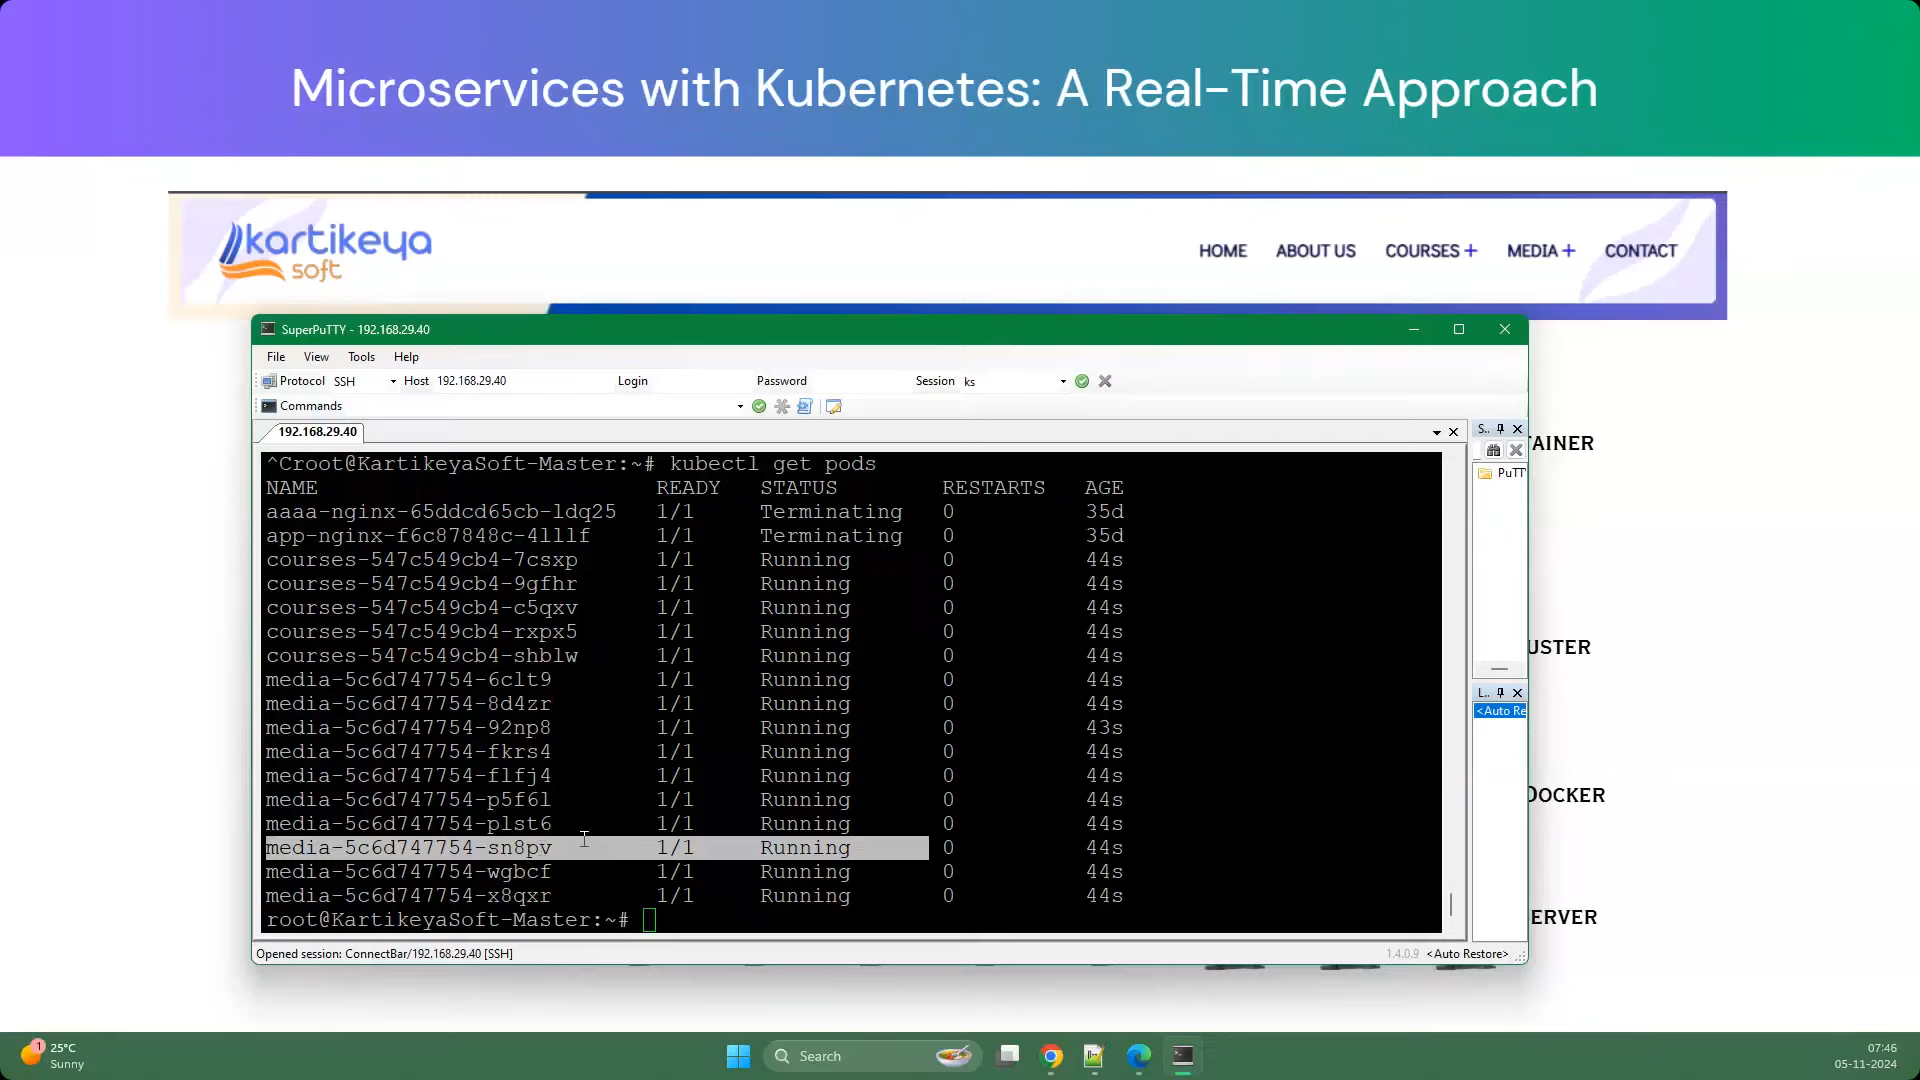 Microservices with Kubernetes: A Real-Time Approach
kartikeya
soft
HOME ABOUT US COURSES + MEDIA + CONTACT
SuperPuTTY - 192.168.29.40
File View Tools Help
Protocol SSH Host 192.168.29.40 Login Password Session ks
Commands
192.168.29.40
S..
PuTT
^Croot@KartikeyaSoft-Master:~# kubectl get pods
NAME READY STATUS RESTARTS AGE
aaaa-nginx-65ddcd65cb-ldq25 1/1 Terminating 0 35d
app-nginx-f6c87848c-4lllf 1/1 Terminating 0 35d
courses-547c549cb4-7csxp 1/1 Running 0 44s
courses-547c549cb4-9gfhr 1/1 Running 0 44s
courses-547c549cb4-c5qxv 1/1 Running 0 44s
courses-547c549cb4-rxpx5 1/1 Running 0 44s
courses-547c549cb4-shblw 1/1 Running 0 44s
media-5c6d747754-6clt9 1/1 Running 0 44s
media-5c6d747754-8d4zr 1/1 Running 0 44s
media-5c6d747754-92np8 1/1 Running 0 43s
media-5c6d747754-fkrs4 1/1 Running 0 44s
media-5c6d747754-flfj4 1/1 Running 0 44s
media-5c6d747754-p5f6l 1/1 Running 0 44s
media-5c6d747754-plst6 1/1 Running 0 44s
media-5c6d747754-sn8pv 1/1 Running 0 44s
media-5c6d747754-wgbcf 1/1 Running 0 44s
media-5c6d747754-x8qxr 1/1 Running 0 44s
root@KartikeyaSoft-Master:~#
L..
<Auto Re
TAINER
USTER
DOCKER
ERVER
Opened session: ConnectBar/192.168.29.40 [SSH] 1.4.0.9 <Auto Restore>
1
25°C
Sunny
Search
07:46
05-11-2024